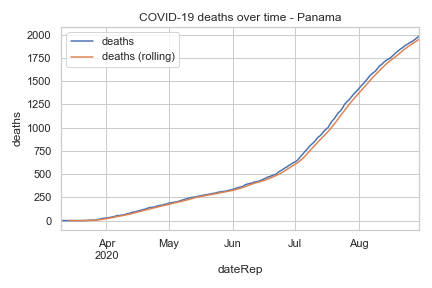 COVID-19 deaths over time - Panama
deaths
deaths (rolling)
2000
1750
1500
1250
1000
750
500
250
0
deaths
Apr
2020
May
Jun
Jul
Aug
dateRep